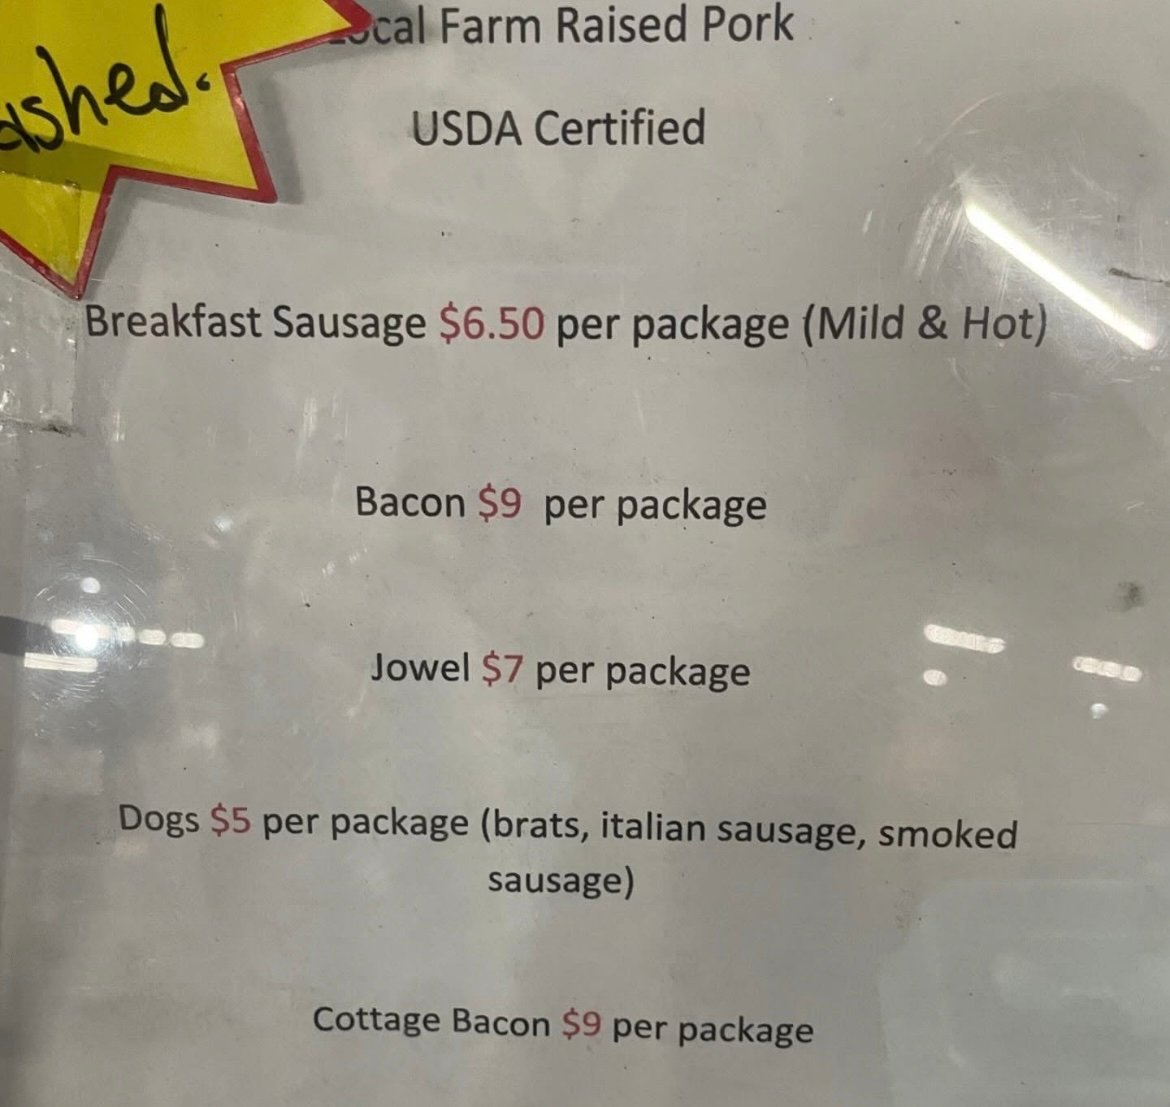 Local Farm Raised Pork
ashed.
USDA Certified
Breakfast Sausage $6.50 per package (Mild & Hot)
Bacon $9 per package
Jowel $7 per package
Dogs $5 per package (brats, italian sausage, smoked
sausage)
Cottage Bacon $9 per package